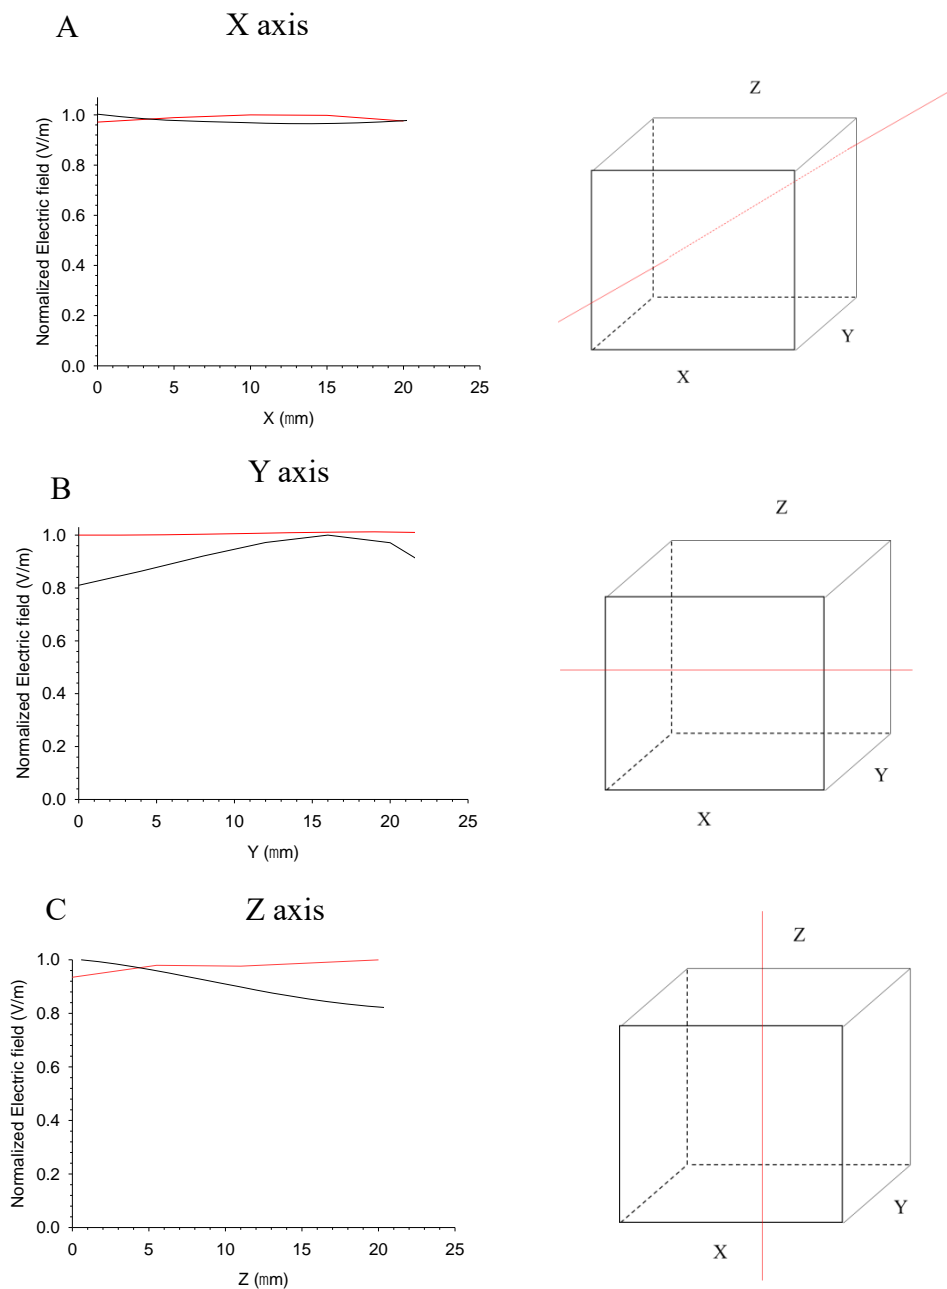 A
X axis
Normalized Electric field (V/m)
1.0
0.8
0.6
0.4
0.2
0.0
0 5 10 15 20 25
X (mm)
Z
Y
X
B
Y axis
Normalized Electric field (V/m)
1.0
0.8
0.6
0.4
0.2
0.0
0 5 10 15 20 25
Y (mm)
Z
Y
X
C
Z axis
Normalized Electric field (V/m)
1.0
0.8
0.6
0.4
0.2
0.0
0 5 10 15 20 25
Z (mm)
Z
Y
X